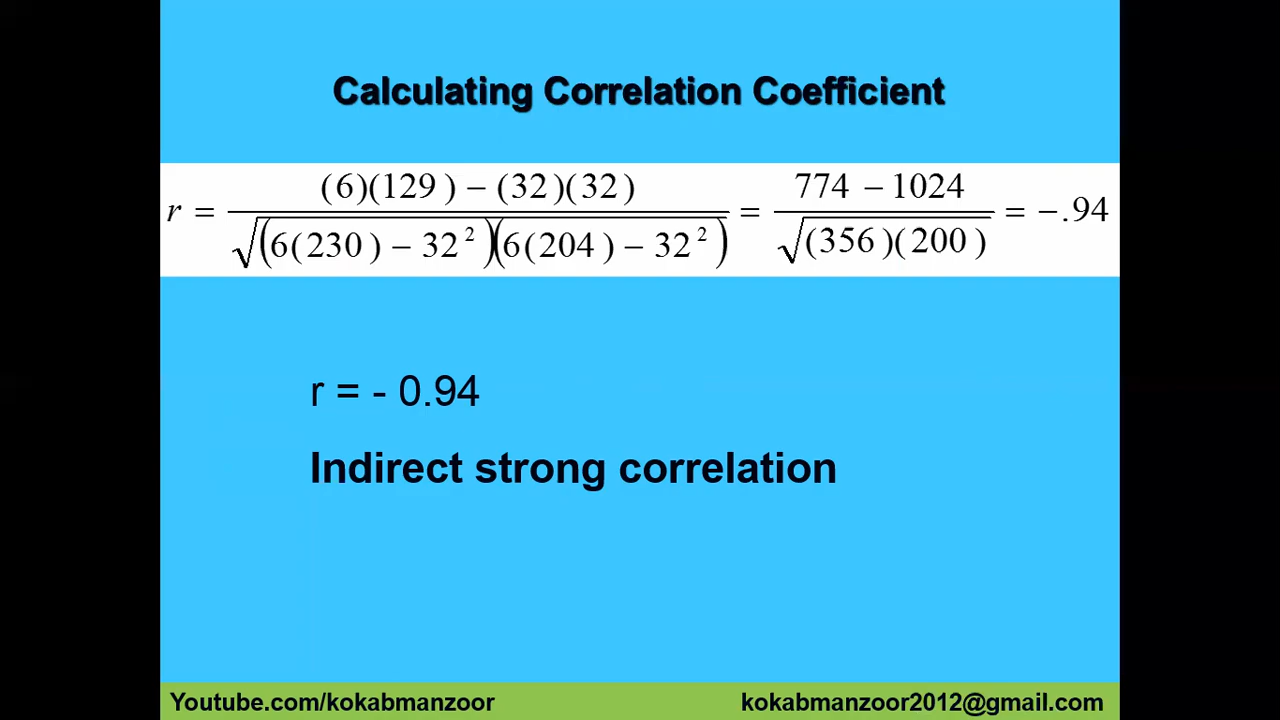 Calculating Correlation Coefficient
r = (6)(129) − (32)(32) / √(6(230) − 32²)(6(204) − 32²) = 774 − 1024 / √(356)(200) = −.94
r = - 0.94
Indirect strong correlation
Youtube.com/kokabmanzoor kokabmanzoor2012@gmail.com